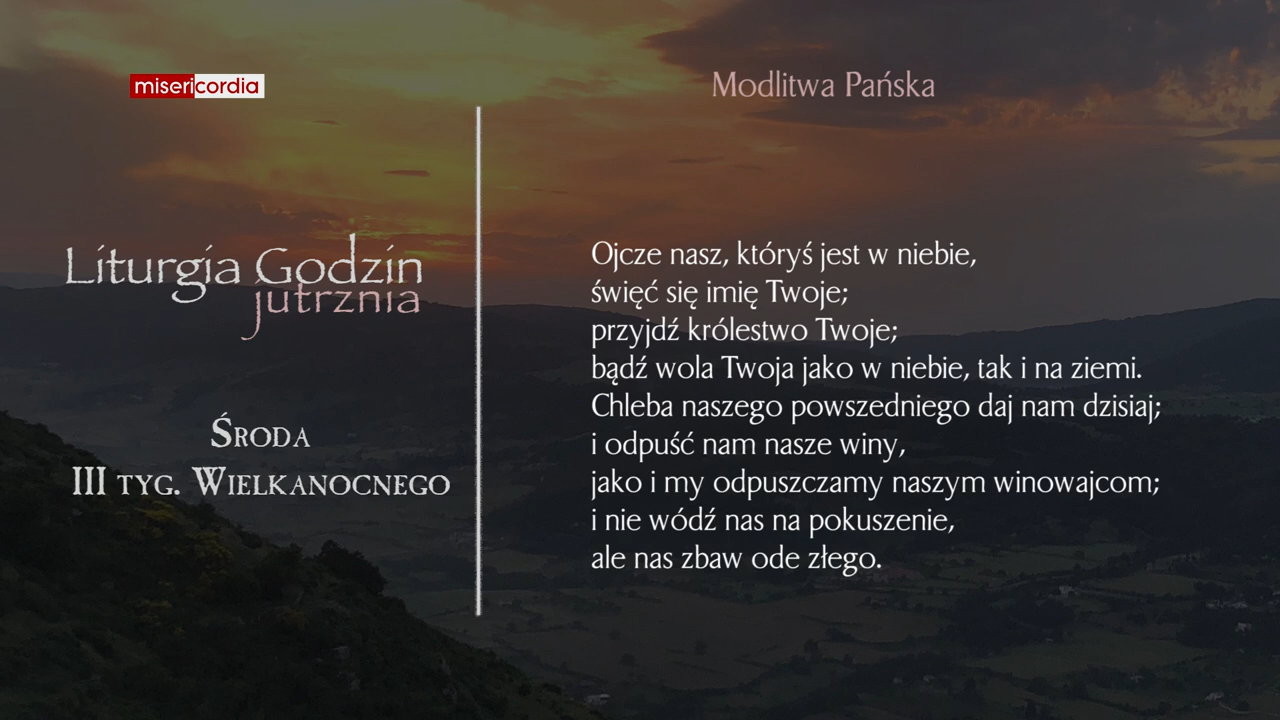 misericordia
Modlitwa Pańska
Liturgia Godzin
jutrznia
Środa
III tyg. Wielkanocnego
Ojcze nasz, któryś jest w niebie,
święć się imię Twoje;
przyjdź królestwo Twoje;
bądź wola Twoja jako w niebie, tak i na ziemi.
Chleba naszego powszedniego daj nam dzisiaj;
i odpuść nam nasze winy,
jako i my odpuszczamy naszym winowajcom;
i nie wódź nas na pokuszenie,
ale nas zbaw ode złego.